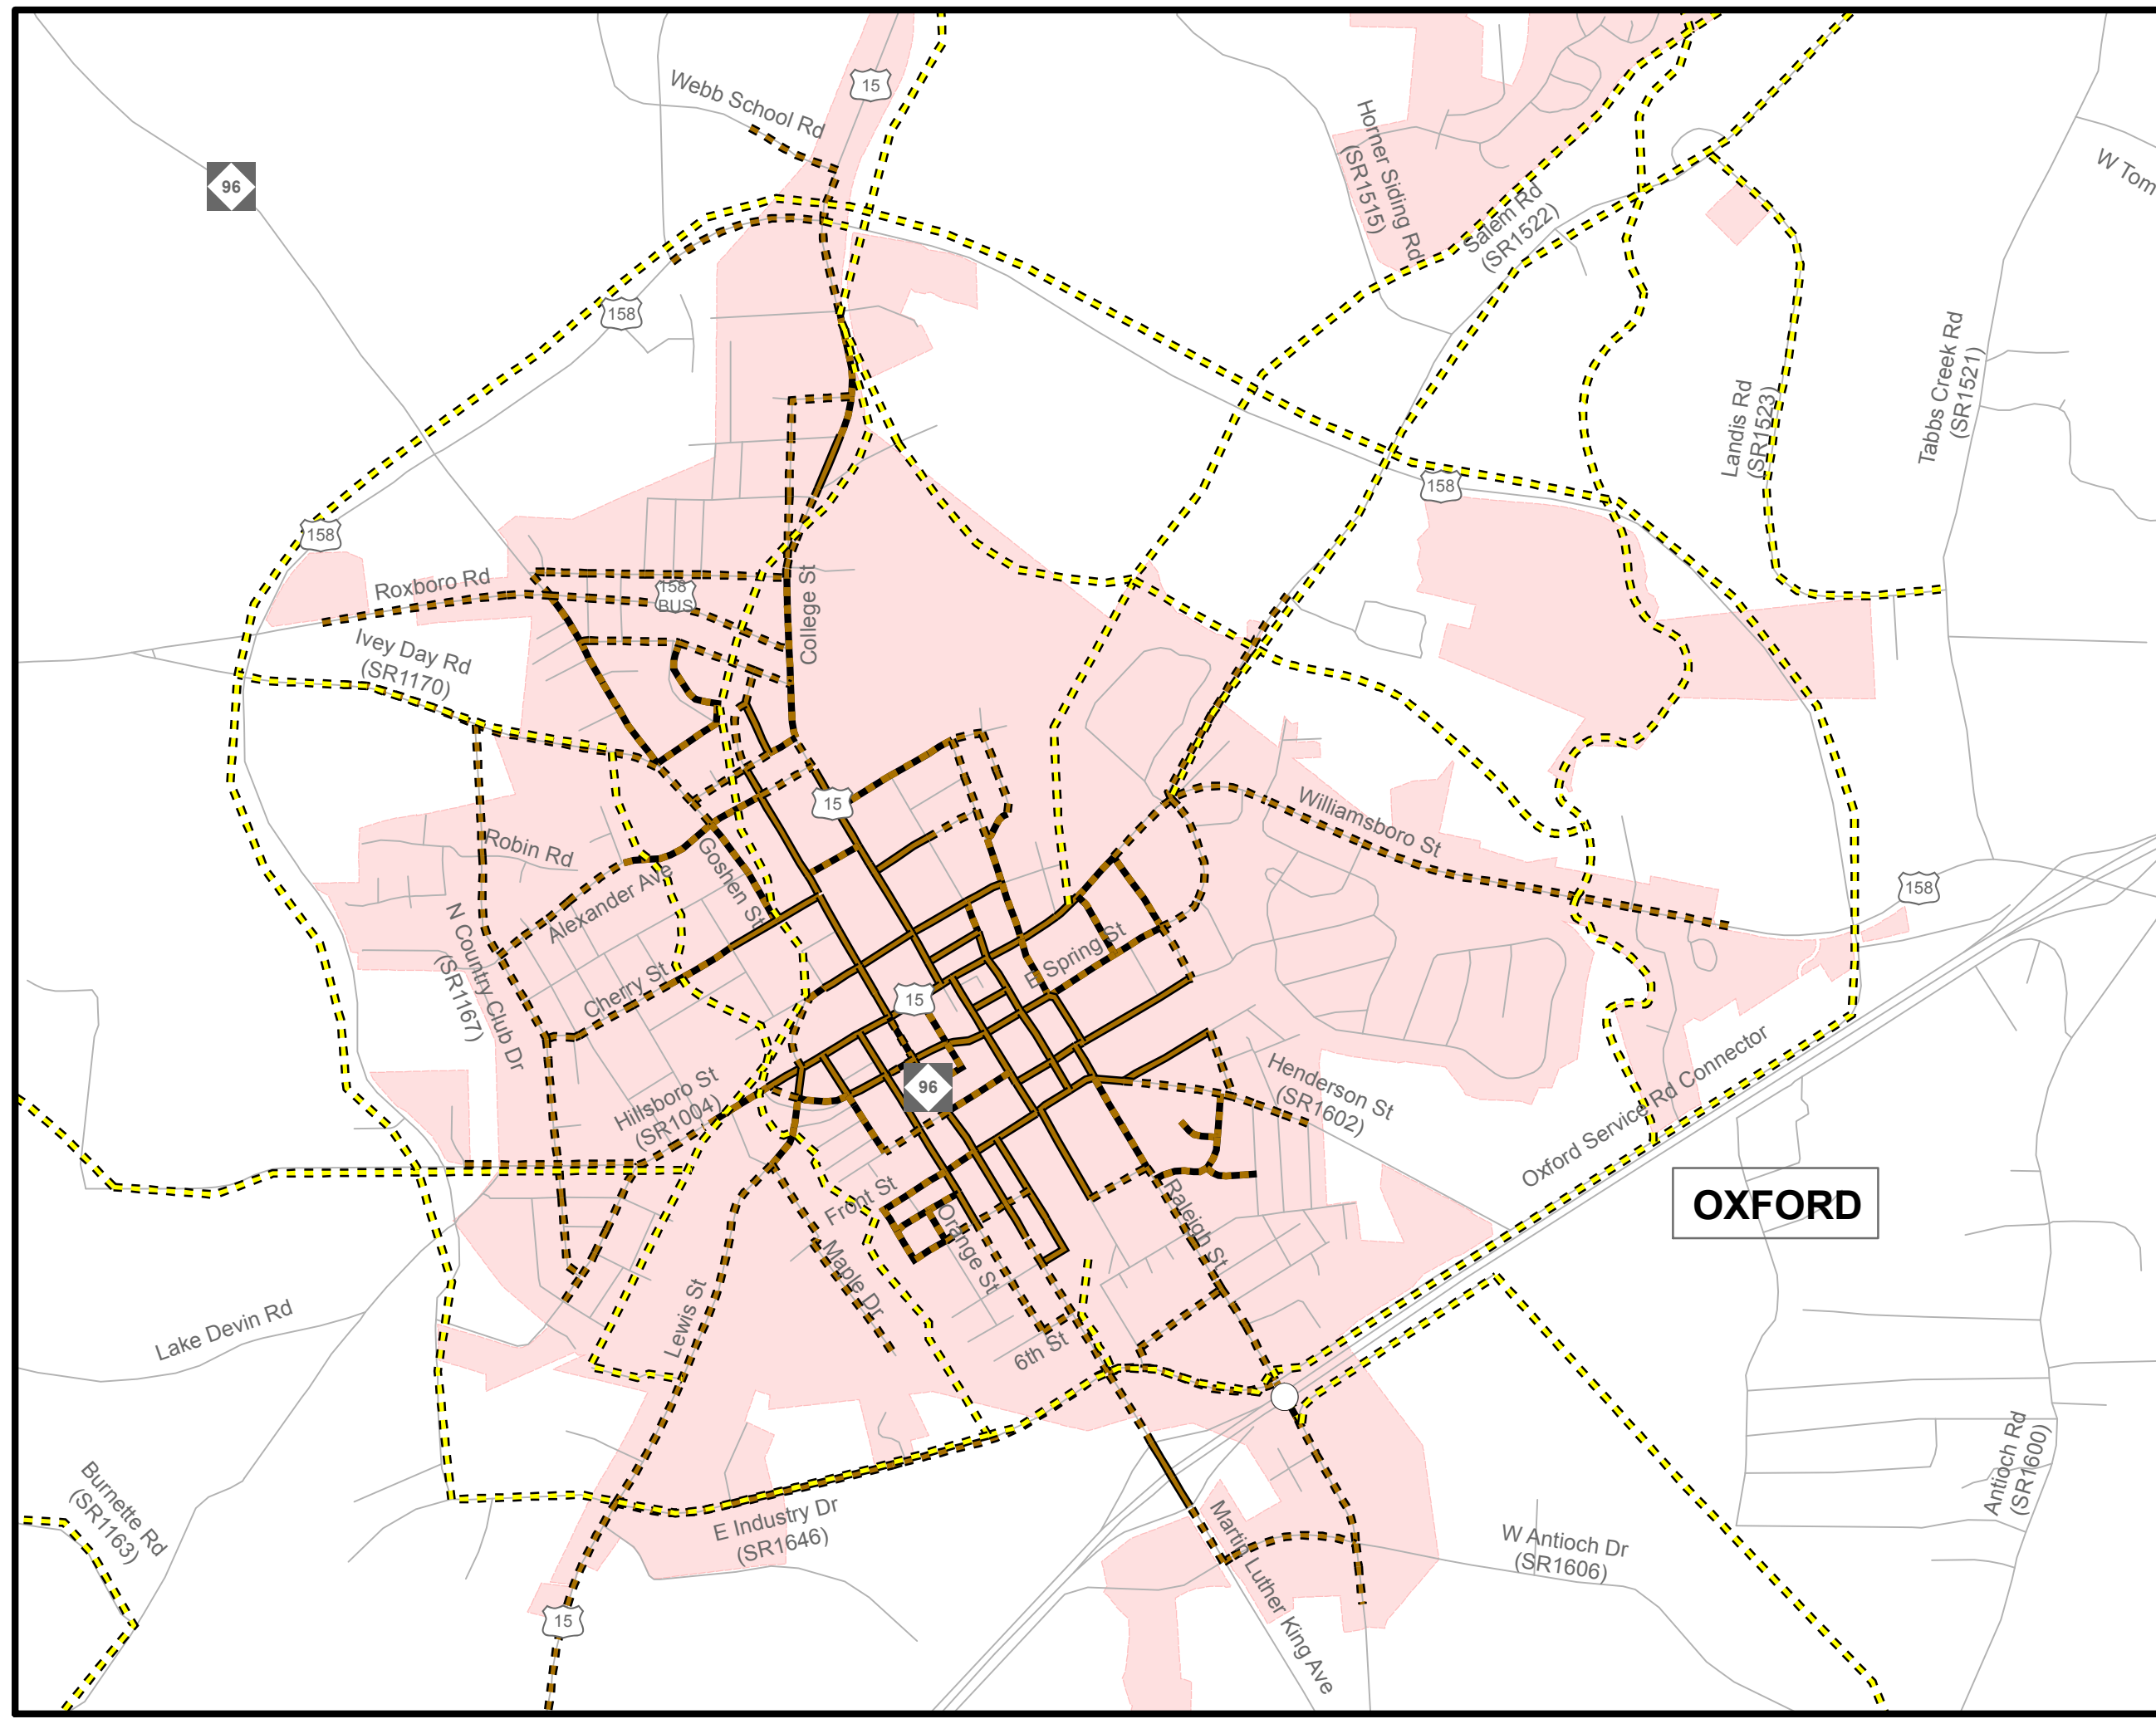 15
Webb School Rd
96
Horner Siding Rd
(SR1515)
Salem Rd
(SR1522)
W Tom
158
Tabbs Creek Rd
(SR1521)
Landis Rd
(SR1523)
158
158
Roxboro Rd
158
BUS
College St
Ivey Day Rd
(SR1170)
15
Williamsboro St
Robin Rd
Goshen St
Alexander Ave
158
N Country Club Dr
(SR1167)
Cherry St
E Spring St
15
96
Hillsboro St
(SR1004)
Henderson St
(SR1602)
Oxford Service Rd Connector
OXFORD
Front St
Orange St
Raleigh St
Maple Dr
Lewis St
Lake Devin Rd
6th St
Burnette Rd
(SR1163)
E Industry Dr
(SR1646)
Martin Luther King Ave
W Antioch Dr
(SR1606)
Antioch Rd
(SR1600)
15